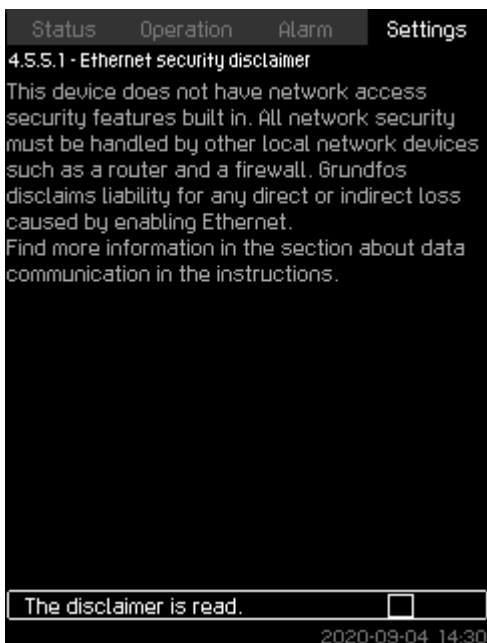 Status Operation Alarm Settings
4.5.5.1 - Ethernet security disclaimer
This device does not have network access
security features built in. All network security
must be handled by other local network devices
such as a router and a firewall. Grundfos
disclaims liability for any direct or indirect loss
caused by enabling Ethernet.
Find more information in the section about data
communication in the instructions.
The disclaimer is read.
2020-09-04 14:30